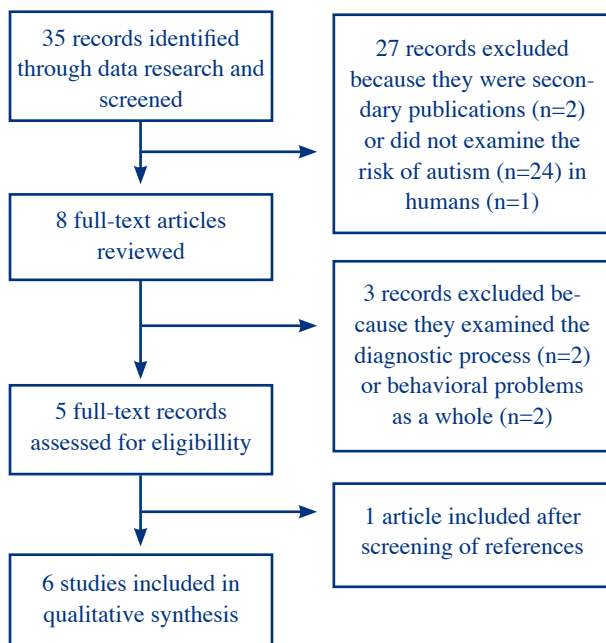 35 records identified
through data research and
screened
27 records excluded
because they were secon-
dary publications (n=2)
or did not examine the
risk of autism (n=24) in
humans (n=1)
8 full-text articles
reviewed
3 records excluded be-
cause they examined the
diagnostic process (n=2)
or behavioral problems
as a whole (n=2)
5 full-text records
assessed for eligibillity
1 article included after
screening of references
6 studies included in
qualitative synthesis